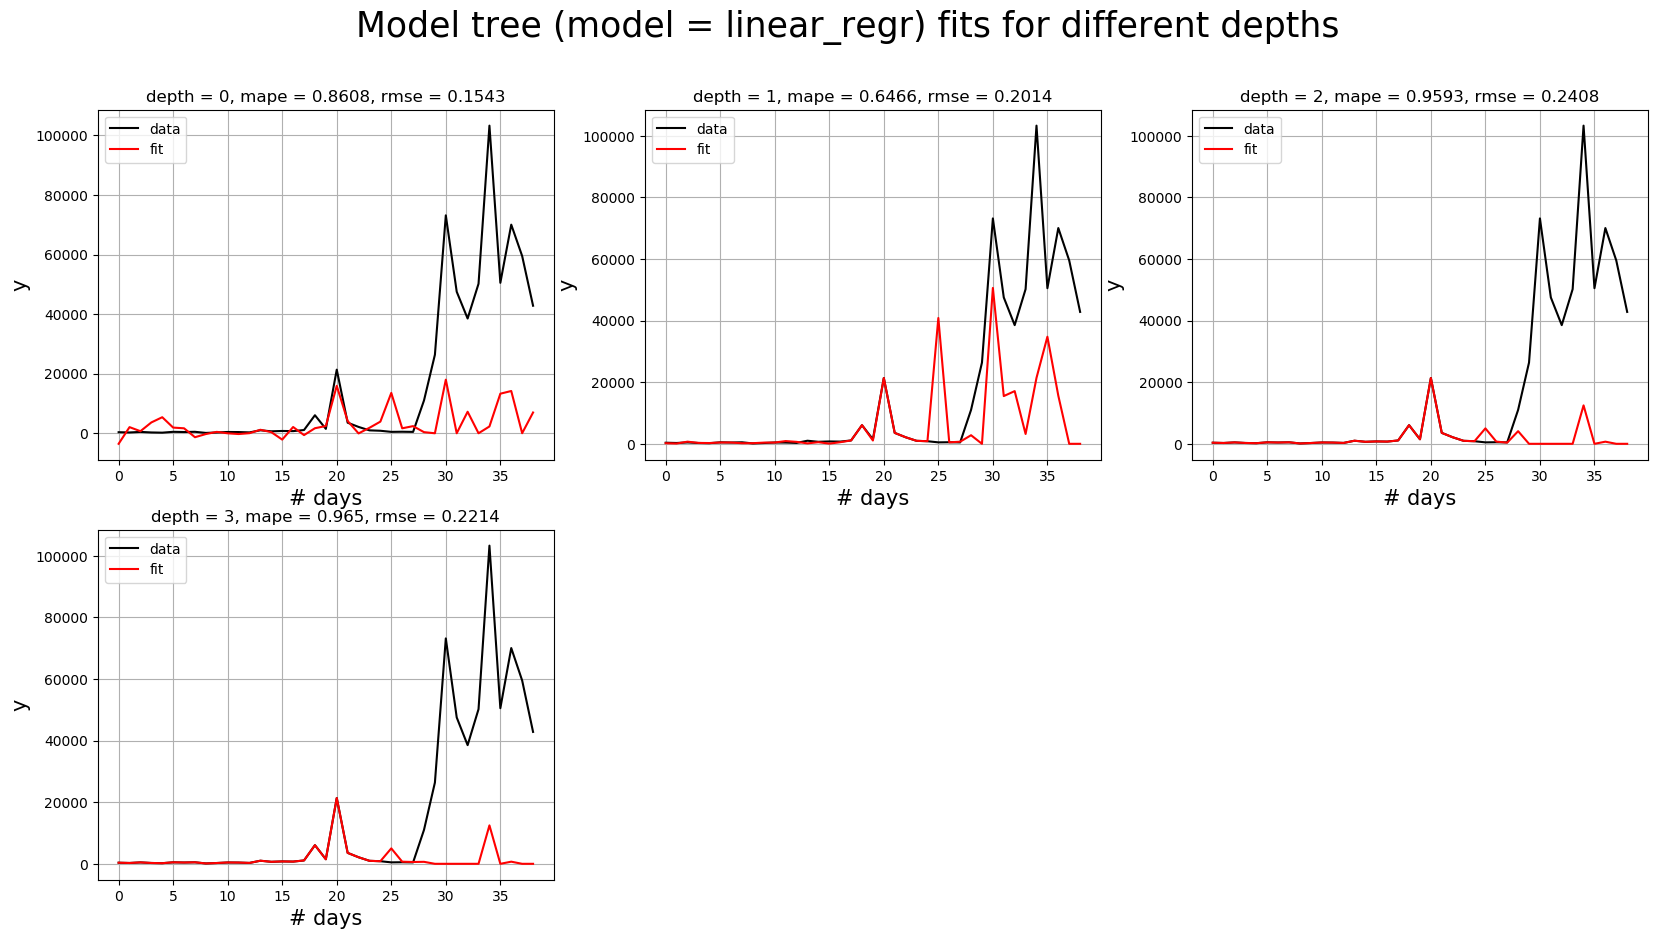 Model tree (model = linear_regr) fits for different depths
depth = 0, mape = 0.8608, rmse = 0.1543
data
fit
100000
80000
60000
40000
20000
0
y
0 5 10 15 20 25 30 35
# days
depth = 1, mape = 0.6466, rmse = 0.2014
data
fit
100000
80000
60000
40000
20000
0
y
0 5 10 15 20 25 30 35
# days
depth = 2, mape = 0.9593, rmse = 0.2408
data
fit
100000
80000
60000
40000
20000
0
y
0 5 10 15 20 25 30 35
# days
depth = 3, mape = 0.965, rmse = 0.2214
data
fit
100000
80000
60000
40000
20000
0
y
0 5 10 15 20 25 30 35
# days